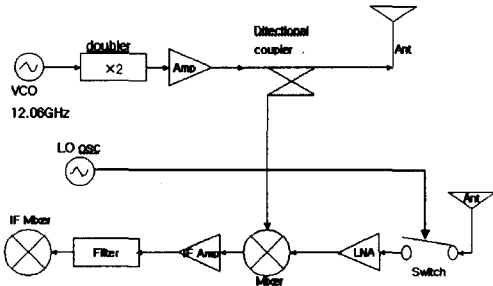 doubler
Ditectional
coupler
×2
Amp
Ant
VCO
12.06GHz
LO osc
Ant
IF Mixer
Filter
IF Amp
Mixer
LNA
Switch